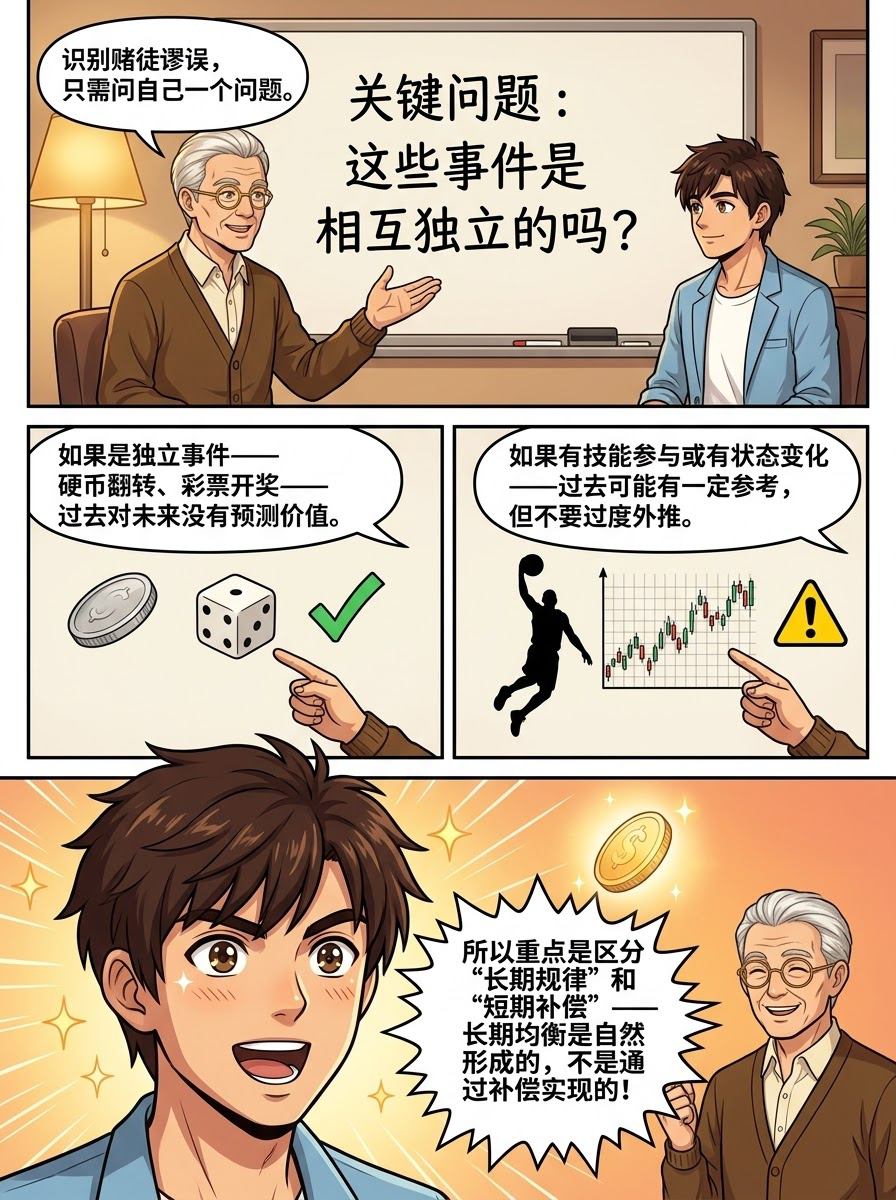 识别赌徒谬误，
只需问自己一个问题。
关键问题：
这些事件是
相互独立的吗？
如果是独立事件——
硬币翻转、彩票开奖——
过去对未来没有预测价值。
如果有技能参与或有状态变化
——过去可能有一定参考，
但不要过度外推。
所以重点是区分
“长期规律”和
“短期补偿”——
长期均衡是自然
形成的，不是通
过补偿实现的！